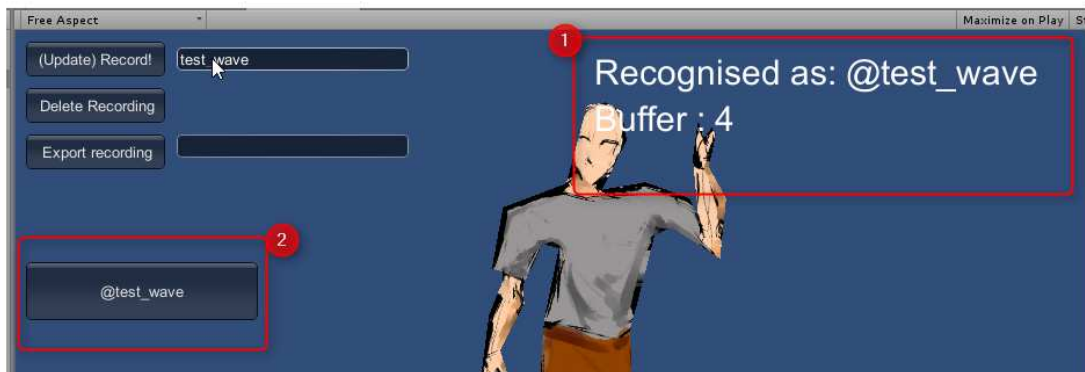 Free Aspect
Maximize on Play
(Update) Record!
test_wave
Delete Recording
Export recording
1
Recognised as: @test_wave
Buffer : 4
2
@test_wave